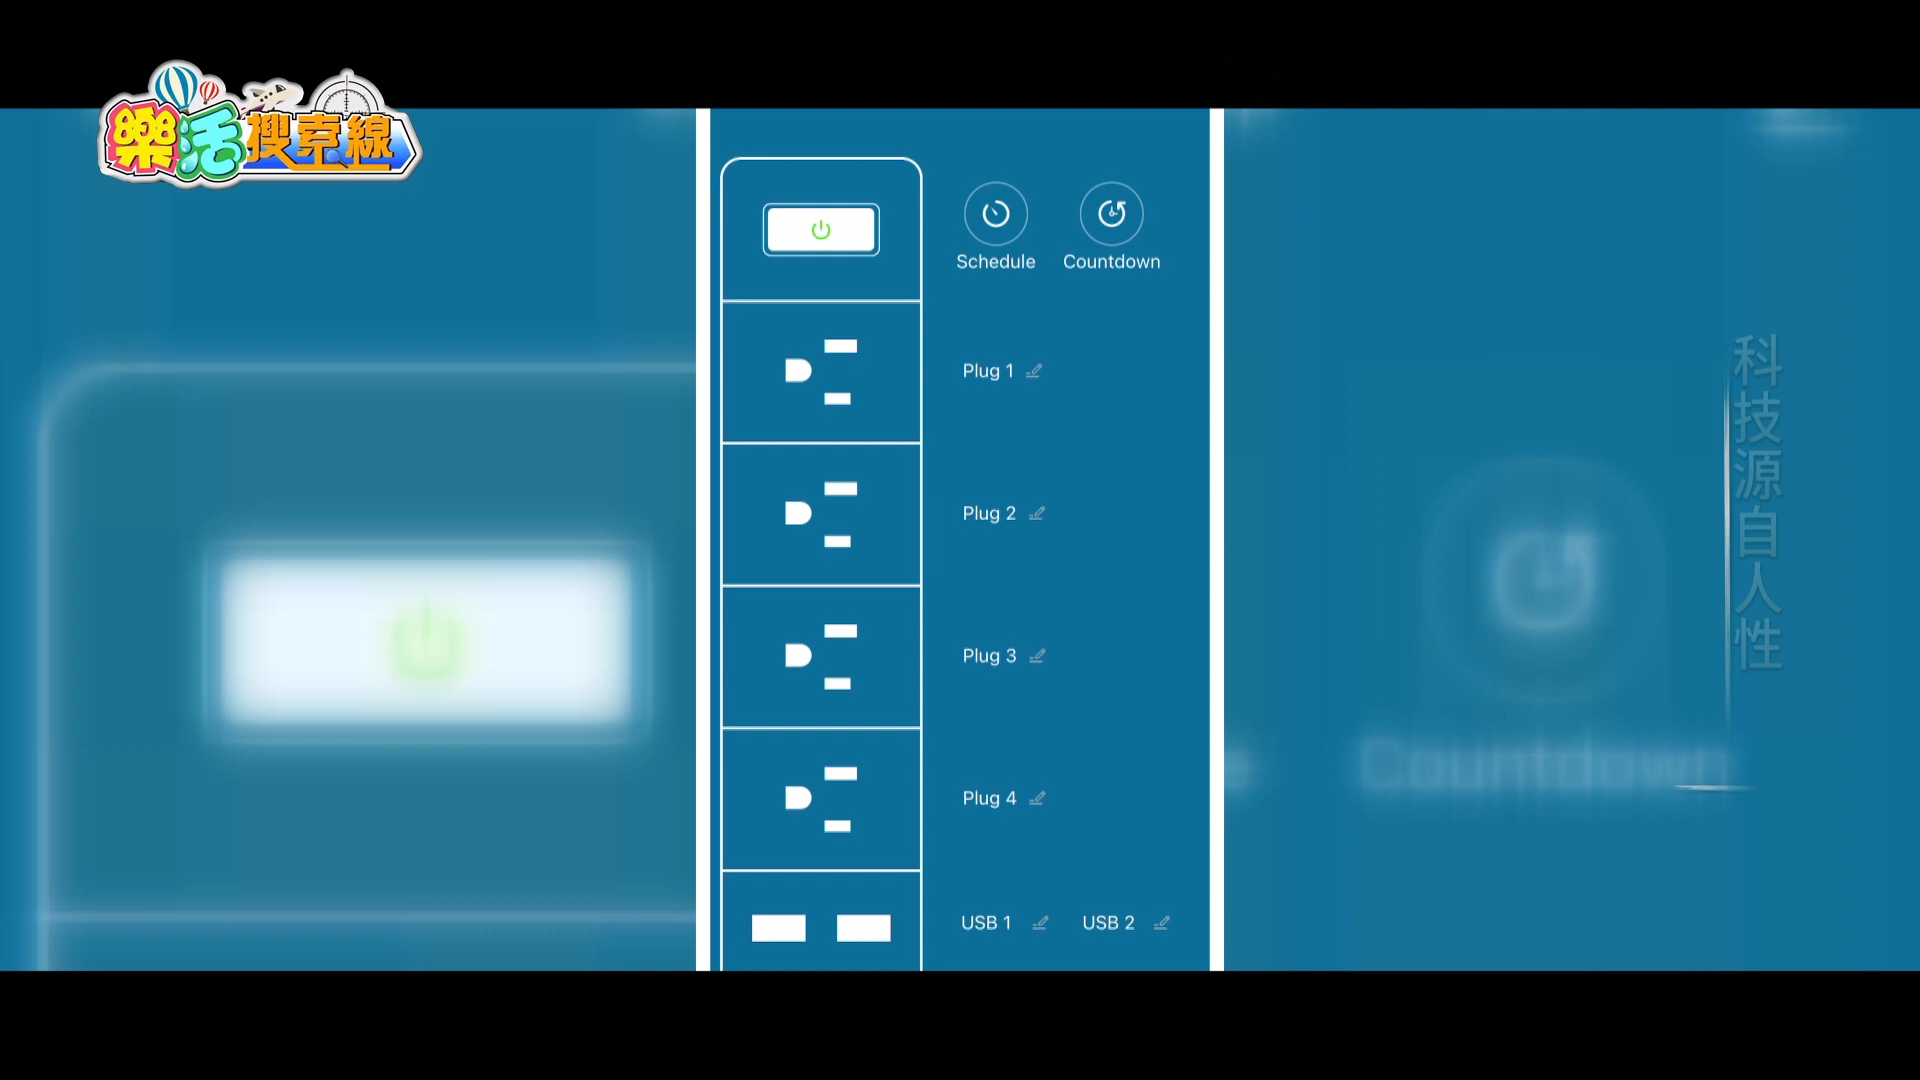 樂活搜索線
Schedule
Countdown
Plug 1
Plug 2
Plug 3
Plug 4
USB 1
USB 2
科技源自人性
Countdown